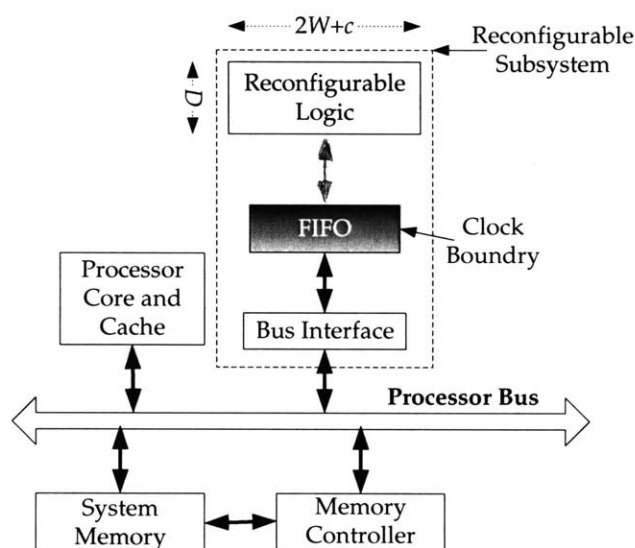 2W+c
Reconfigurable
Subsystem
D
Reconfigurable
Logic
FIFO
Clock
Boundry
Processor
Core and
Cache
Bus Interface
Processor Bus
System
Memory
Memory
Controller